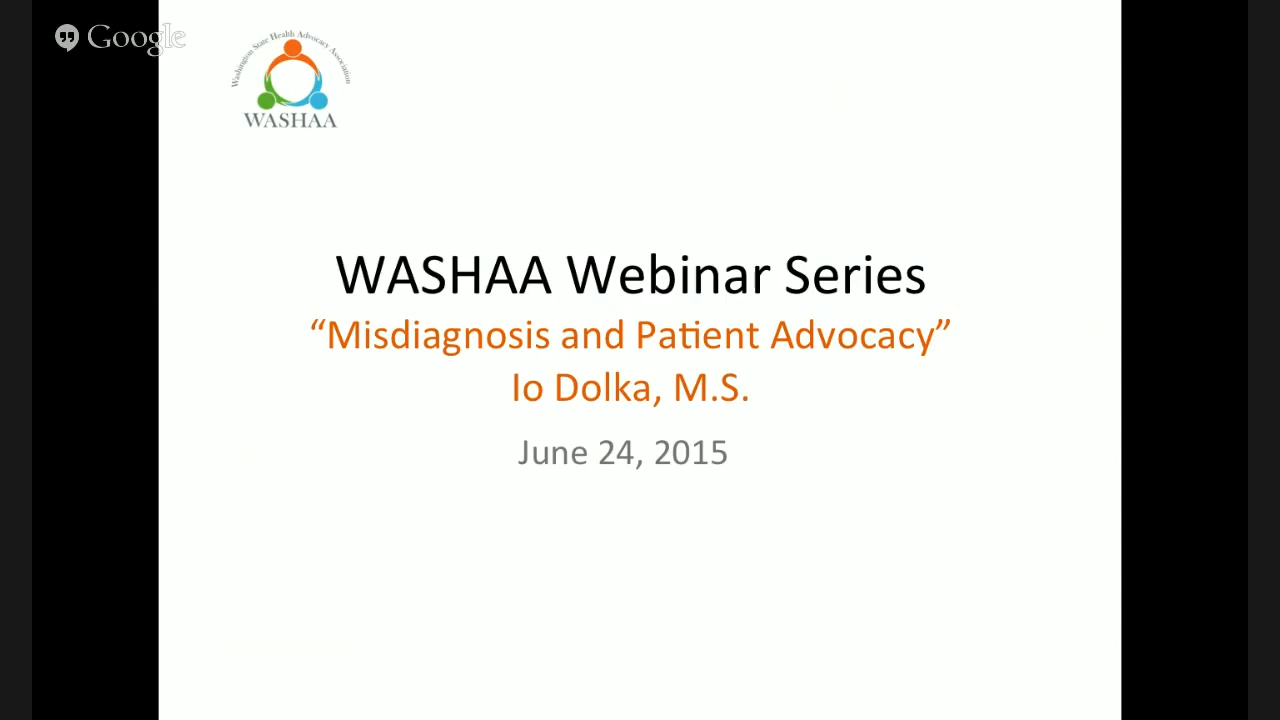 Google
Washington State Health Advocacy Association
WASHAA
WASHAA Webinar Series
“Misdiagnosis and Patient Advocacy”
Io Dolka, M.S.
June 24, 2015